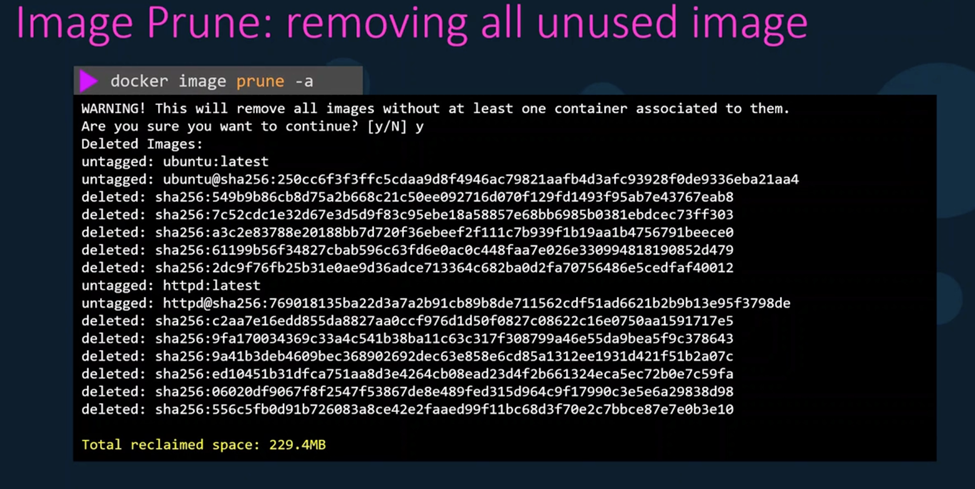 Image Prune: removing all unused image
docker image prune -a
WARNING! This will remove all images without at least one container associated to them.
Are you sure you want to continue? [y/N] y
Deleted Images:
untagged: ubuntu:latest
untagged: ubuntu@sha256:250cc6f3f3ffc5cdaa9d8f4946ac79821aafb4d3afc93928f0de9336eba21aa4
deleted: sha256:549b9b86cb8d75a2b668c21c50ee092716d070f129fd1493f95ab7e43767eab8
deleted: sha256:7c52cdc1e32d67e3d5d9f83c95ebe18a58857e68bb6985b0381ebdcec73ff303
deleted: sha256:a3c2e83788e20188bb7d720f36ebeef2f111c7b939f1b19aa1b4756791beece0
deleted: sha256:61199b56f34827cbab596c63fd6e0ac0c448faa7e026e330994818190852d479
deleted: sha256:2dc9f76fb25b31e0ae9d36adce713364c682ba0d2fa70756486e5cedfaf40012
untagged: httpd:latest
untagged: httpd@sha256:769018135ba22d3a7a2b91cb89b8de711562cdf51ad6621b2b9b13e95f3798de
deleted: sha256:c2aa7e16edd855da8827aa0ccf976d1d50f0827c08622c16e0750aa1591717e5
deleted: sha256:9fa170034369c33a4c541b38ba11c63c317f308799a46e55da9bea5f9c378643
deleted: sha256:9a41b3deb4609bec368902692dec63e858e6cd85a1312ee1931d421f51b2a07c
deleted: sha256:ed10451b31dfca751aa8d3e4264cb08ead23d4f2b661324eca5ec72b0e7c59fa
deleted: sha256:06020df9067f8f2547f53867de8e489fed315d964c9f17990c3e5e6a29838d98
deleted: sha256:556c5fb0d91b726083a8ce42e2faaed99f11bc68d3f70e2c7bbce87e7e0b3e10
Total reclaimed space: 229.4MB